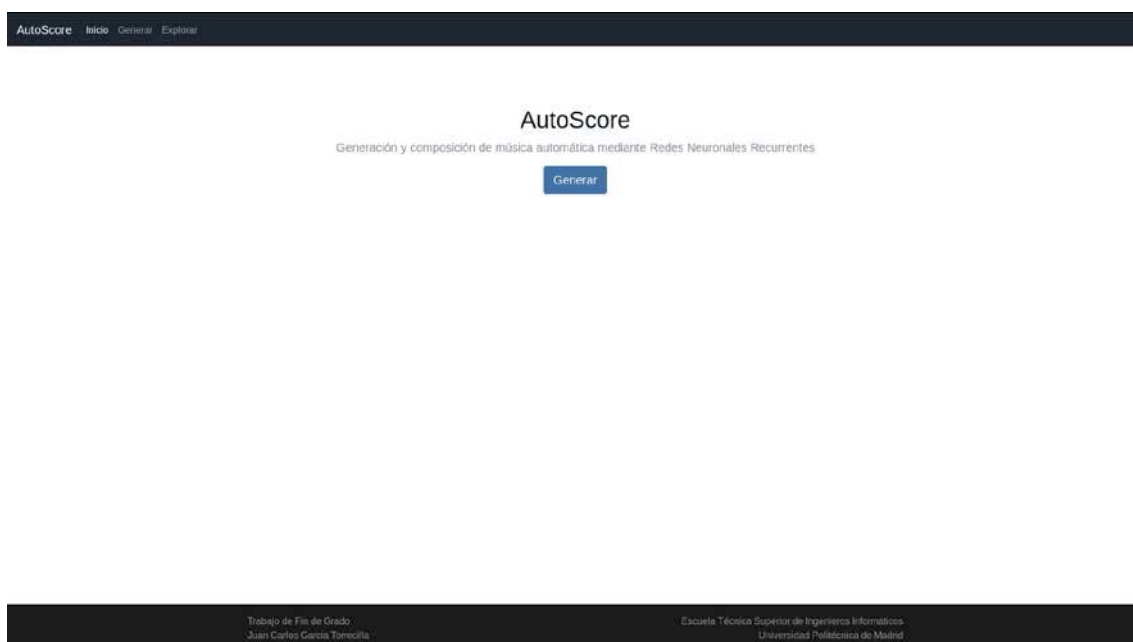 AutoScore Inicio Generar Explorar
AutoScore
Generación y composición de música automática mediante Redes Neuronales Recurrentes
Generar
Trabajo de Fin de Grado
Juan Carlos García Torrecilla
Escuela Técnica Superior de Ingenieros Informáticos
Universidad Politécnica de Madrid